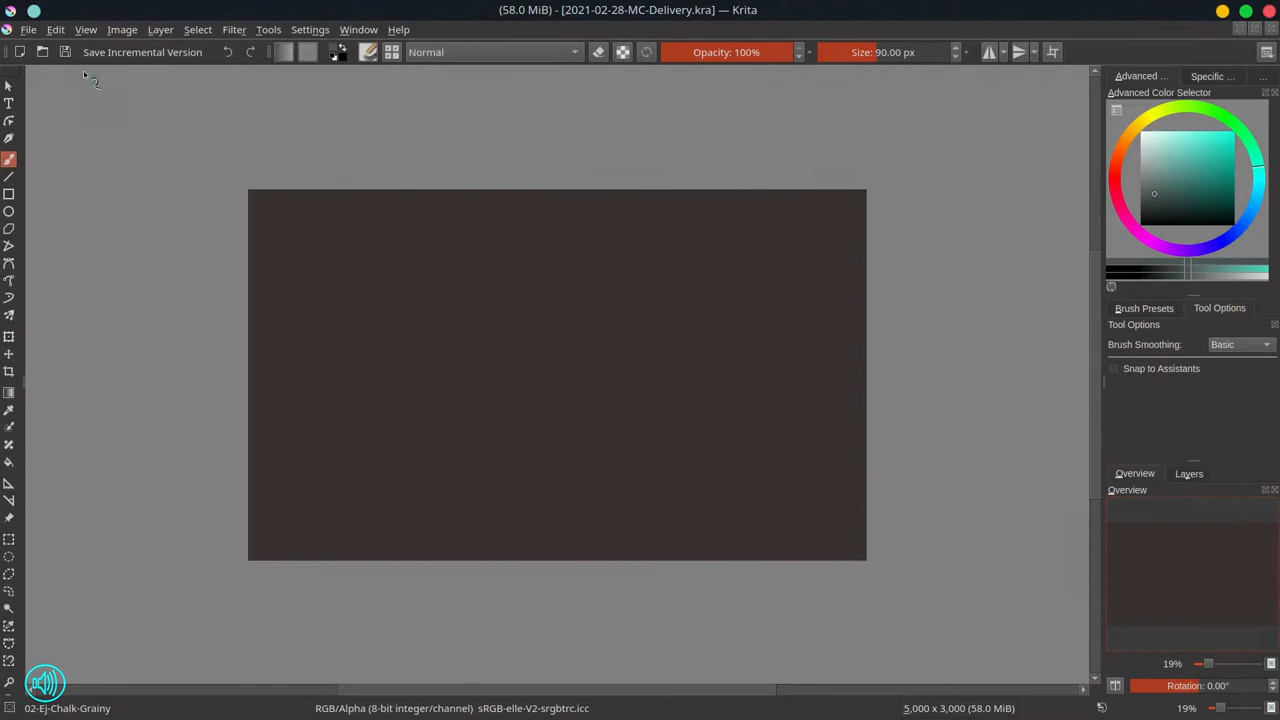 (58.0 MiB) - [2021-02-28-MC-Delivery.kra] — Krita
File Edit View Image Layer Select Filter Tools Settings Window Help
Save Incremental Version Normal Opacity: 100% Size: 90.00 px
Advanced ... Specific ... ...
Advanced Color Selector
Brush Presets Tool Options
Tool Options
Brush Smoothing: Basic
Snap to Assistants
Overview Layers
Overview
19%
Rotation: 0.00°
02-Ej-Chalk-Grainy RGB/Alpha (8-bit integer/channel) sRGB-elle-V2-srgbtrc.icc 5,000 x 3,000 (58.0 MiB) 19%